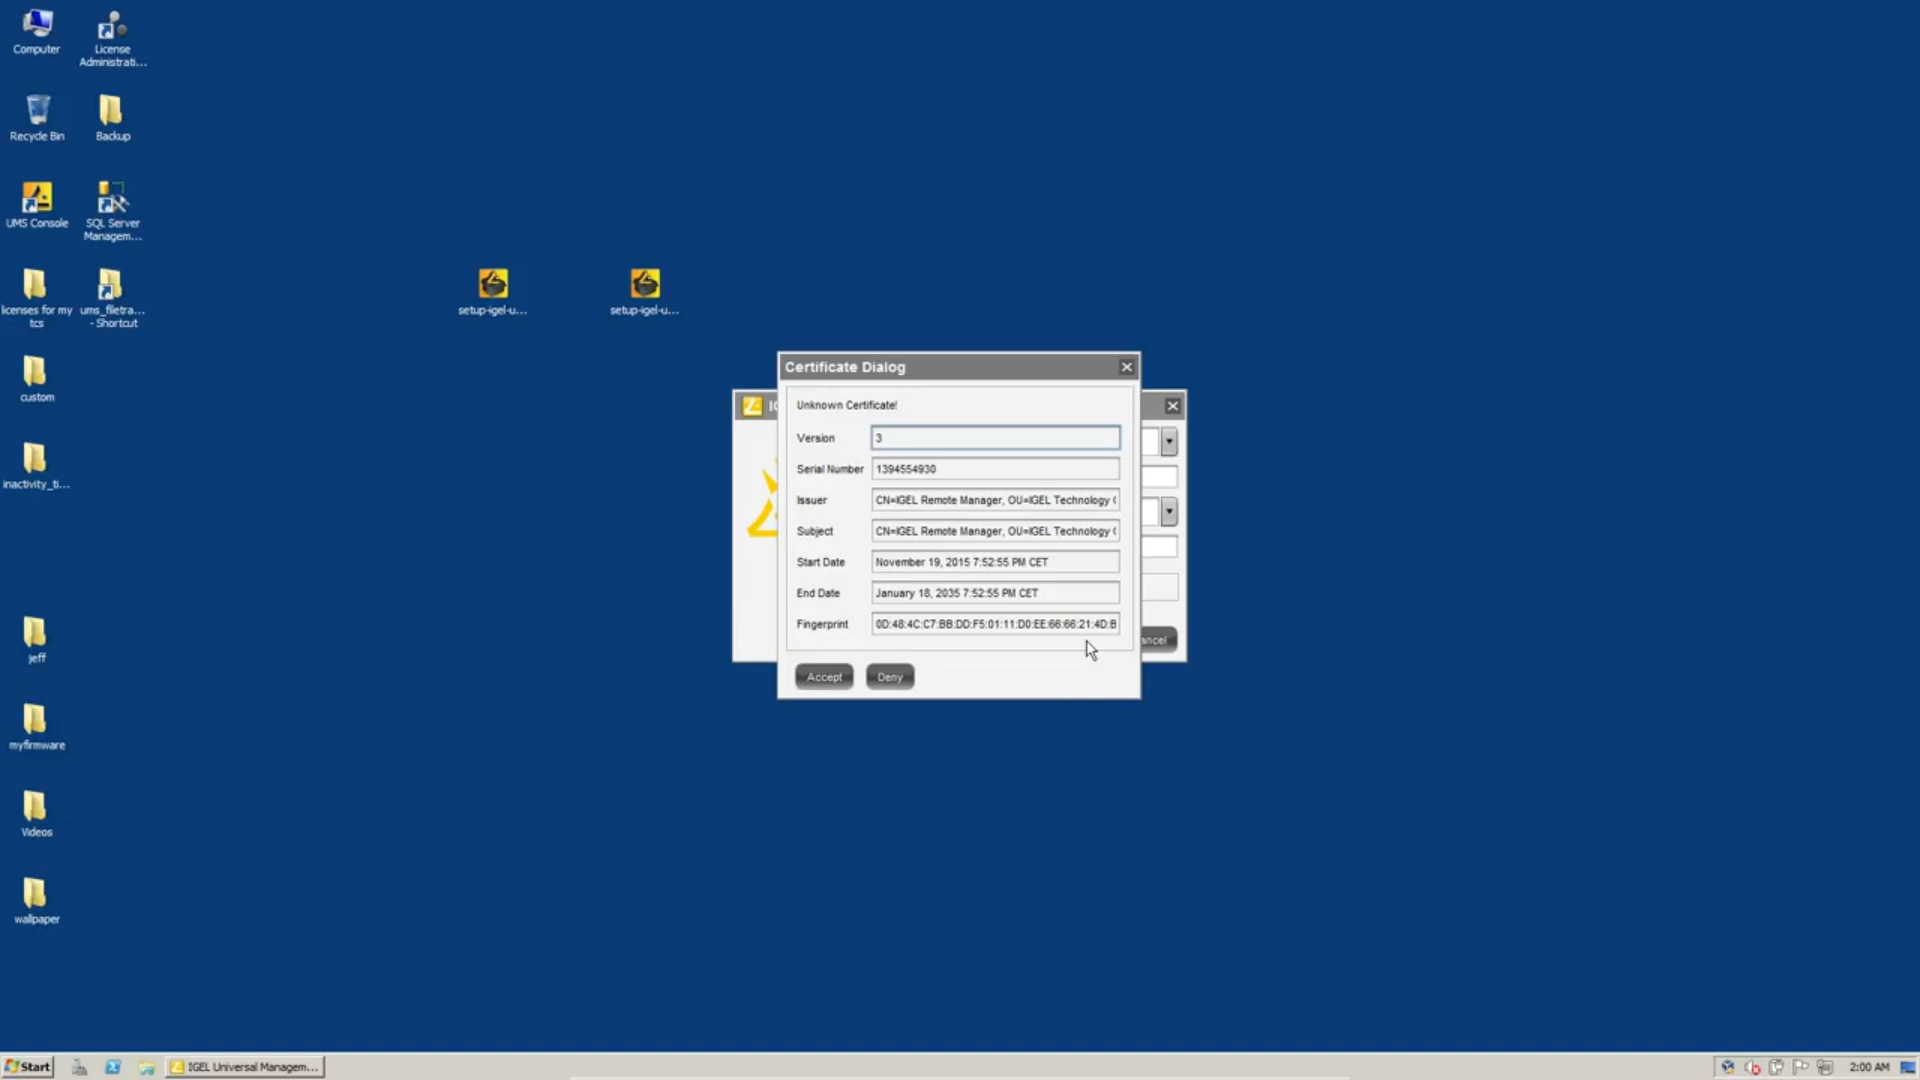 Computer
License
Administrati...
Recycle Bin
Backup
UMS Console
SQL Server
Managem...
licenses for my
tcs
ums_filetra...
- Shortcut
custom
inactivity_ti...
jeff
myfirmware
Videos
wallpaper
setup-igel-u...
setup-igel-u...
Certificate Dialog
Unknown Certificate!
Version
3
Serial Number
1394554930
Issuer
CN=IGEL Remote Manager, OU=IGEL Technology
Subject
CN=IGEL Remote Manager, OU=IGEL Technology
Start Date
November 19, 2015 7:52:55 PM CET
End Date
January 18, 2035 7:52:55 PM CET
Fingerprint
0D:48:4C:C7:BB:DD:F5:01:11:D0:EE:66:66:21:4D:B
Accept
Deny
Start
IGEL Universal Managem...
2:00 AM